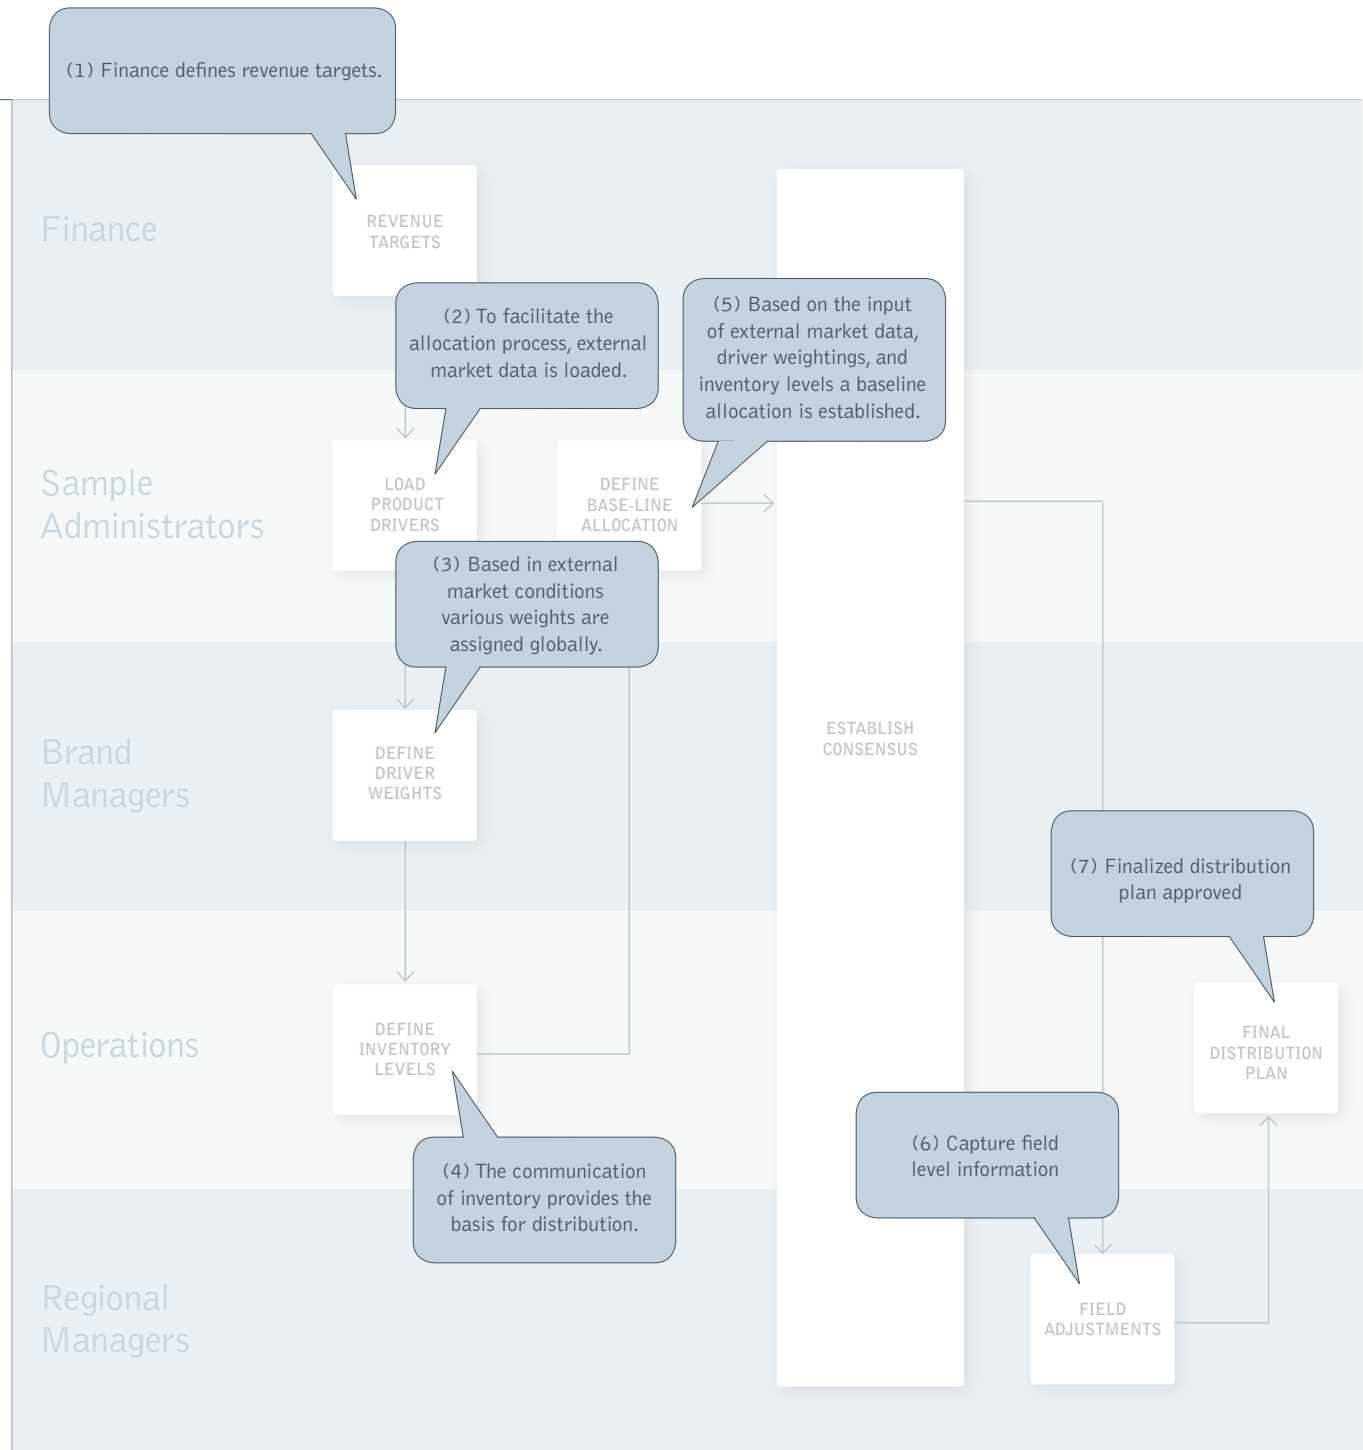 (1) Finance defines revenue targets.
Finance
REVENUE
TARGETS
(2) To facilitate the
allocation process, external
market data is loaded.
(5) Based on the input
of external market data,
driver weightings, and
inventory levels a baseline
allocation is established.
Sample
Administrators
LOAD
PRODUCT
DRIVERS
DEFINE
BASE-LINE
ALLOCATION
(3) Based in external
market conditions
various weights are
assigned globally.
Brand
Managers
DEFINE
DRIVER
WEIGHTS
ESTABLISH
CONSENSUS
(7) Finalized distribution
plan approved
Operations
DEFINE
INVENTORY
LEVELS
FINAL
DISTRIBUTION
PLAN
(4) The communication
of inventory provides the
basis for distribution.
(6) Capture field
level information
Regional
Managers
FIELD
ADJUSTMENTS